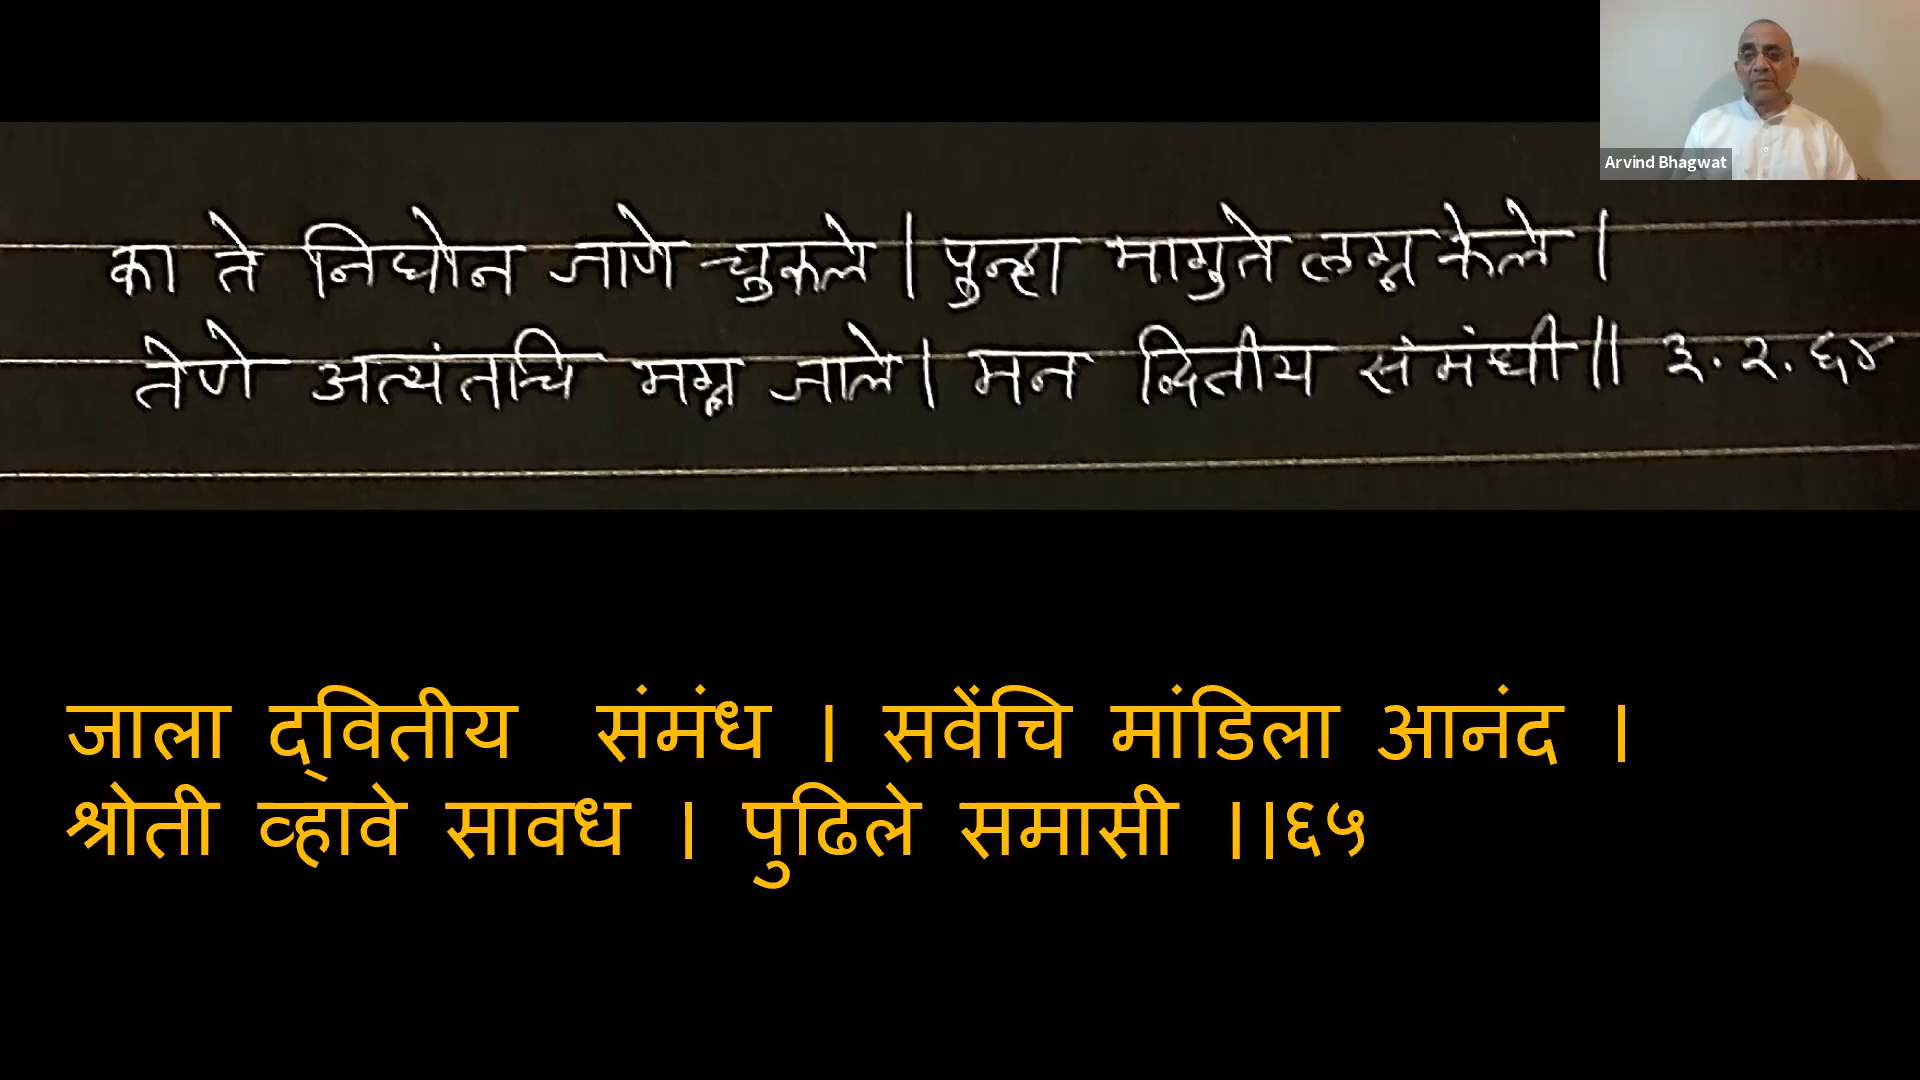 Arvind Bhagwat
का ते निघोन जाणे चुकले | पुन्हा मागुते लग्न केले |
तेणे अत्यंतचि मग्न जाले | मन द्वितीय संमंधी || ३.२.६४
जाला द्‌वितीय संमंध । सवेंचि मांडिला आनंद ।
श्रोती व्हावे सावध । पुढिले समासी ।।६५